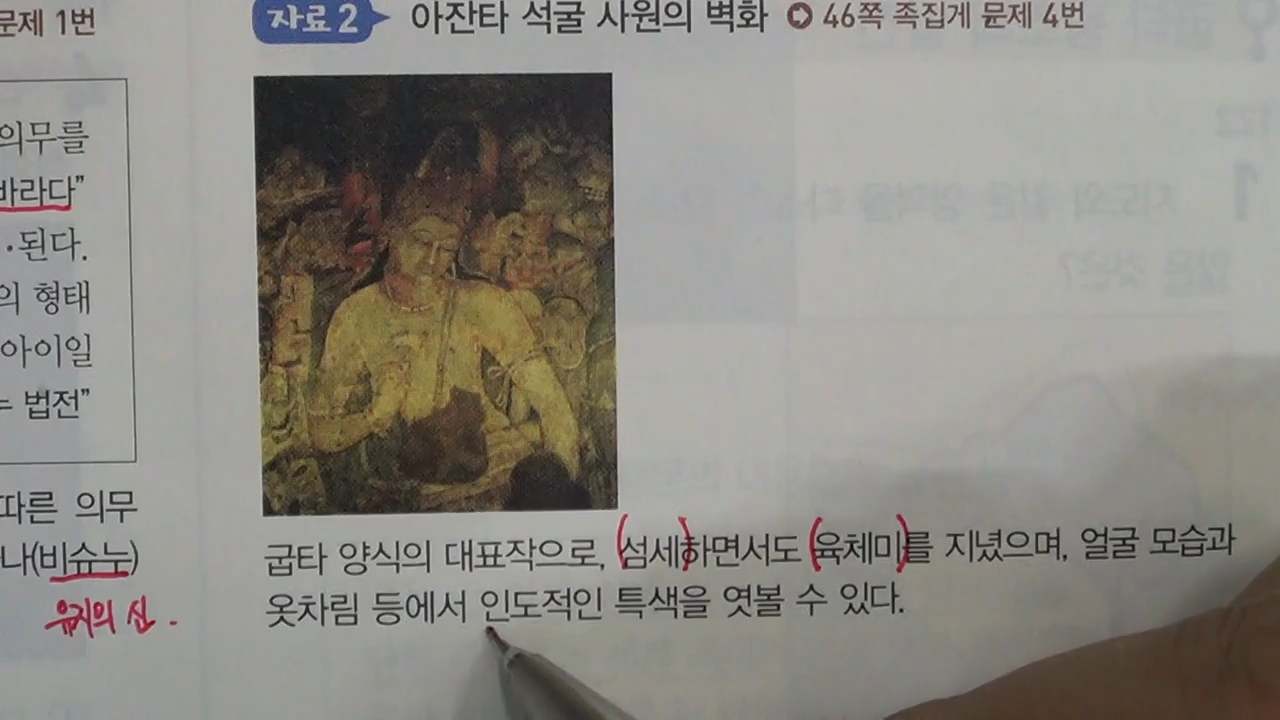 문제 1번
의무를
바라다”
·된다.
의 형태
아이일
는 법전”
따른 의무
나(비슈누)
유지의 신.
자료 2 아잔타 석굴 사원의 벽화 ➲ 46쪽 족집게 문제 4번
굽타 양식의 대표작으로, (섬세)하면서도 (육체미)를 지녔으며, 얼굴 모습과
옷차림 등에서 인도적인 특색을 엿볼 수 있다.